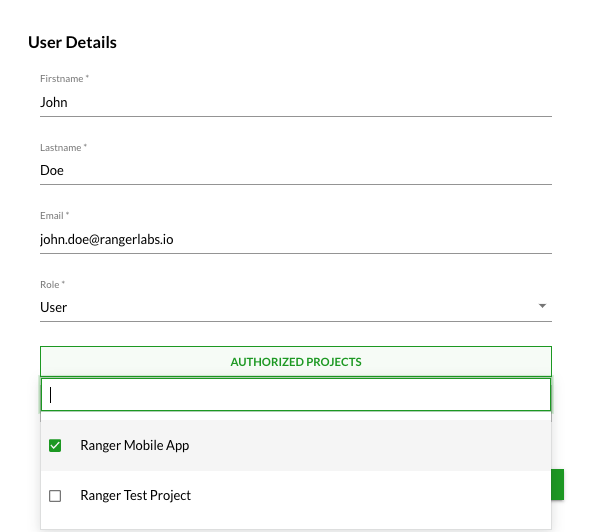 User Details
Firstname *
John
Lastname *
Doe
Email *
john.doe@rangerlabs.io
Role *
User
AUTHORIZED PROJECTS
Ranger Mobile App
Ranger Test Project